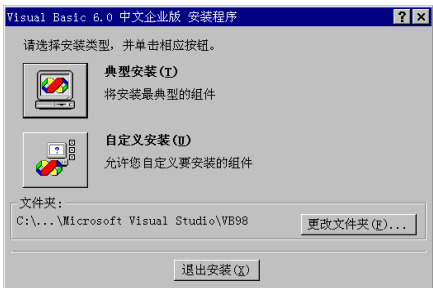 Visual Basic 6.0 中文企业版 安装程序
请选择安装类型，并单击相应按钮。
典型安装(T)
将安装最典型的组件
自定义安装(U)
允许您自定义要安装的组件
文件夹:
C:\...\Microsoft Visual Studio\VB98
更改文件夹(F)...
退出安装(X)